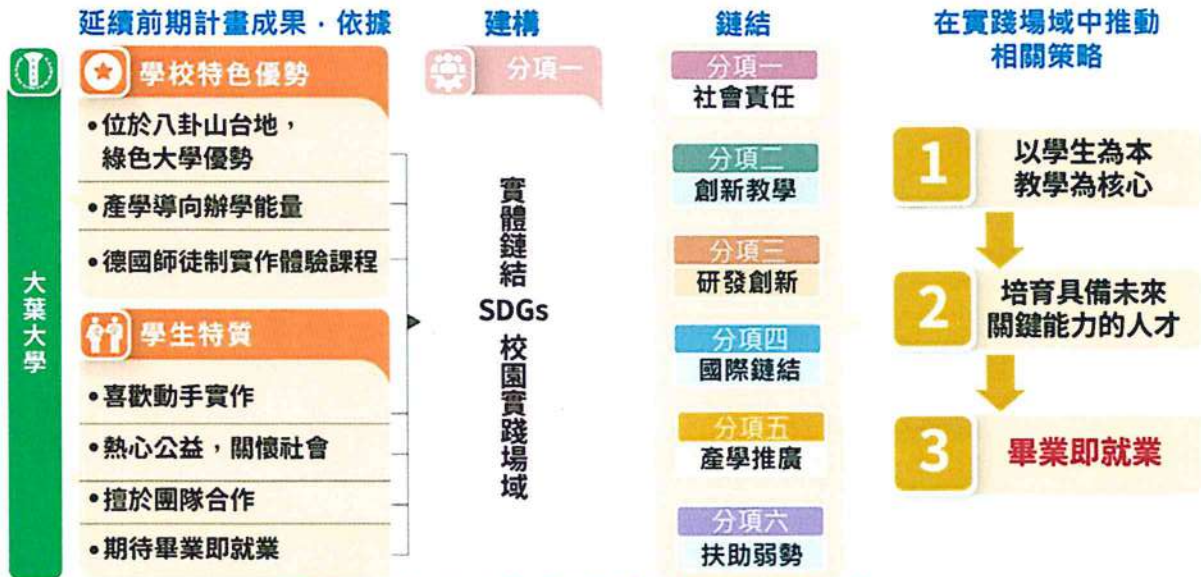 延續前期計畫成果，依據
大葉大學
學校特色優勢
•位於八卦山台地，
綠色大學優勢
•產學導向辦學能量
•德國師徒制實作體驗課程
學生特質
•喜歡動手實作
•熱心公益，關懷社會
•擅於團隊合作
•期待畢業即就業
建構
分項一
實體鏈結
SDGs
校園實踐場域
鏈結
分項一
社會責任
分項二
創新教學
分項三
研發創新
分項四
國際鏈結
分項五
產學推廣
分項六
扶助弱勢
在實踐場域中推動
相關策略
1
以學生為本
教學為核心
2
培育具備未來
關鍵能力的人才
3
畢業即就業